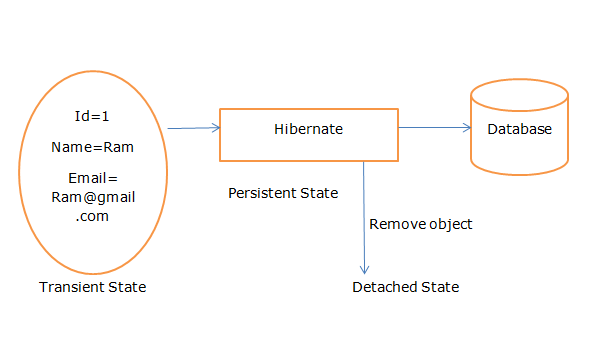 Id=1
Name=Ram
Email=
Ram@gmail
.com
Transient State
Hibernate
Persistent State
Database
Remove object
Detached State